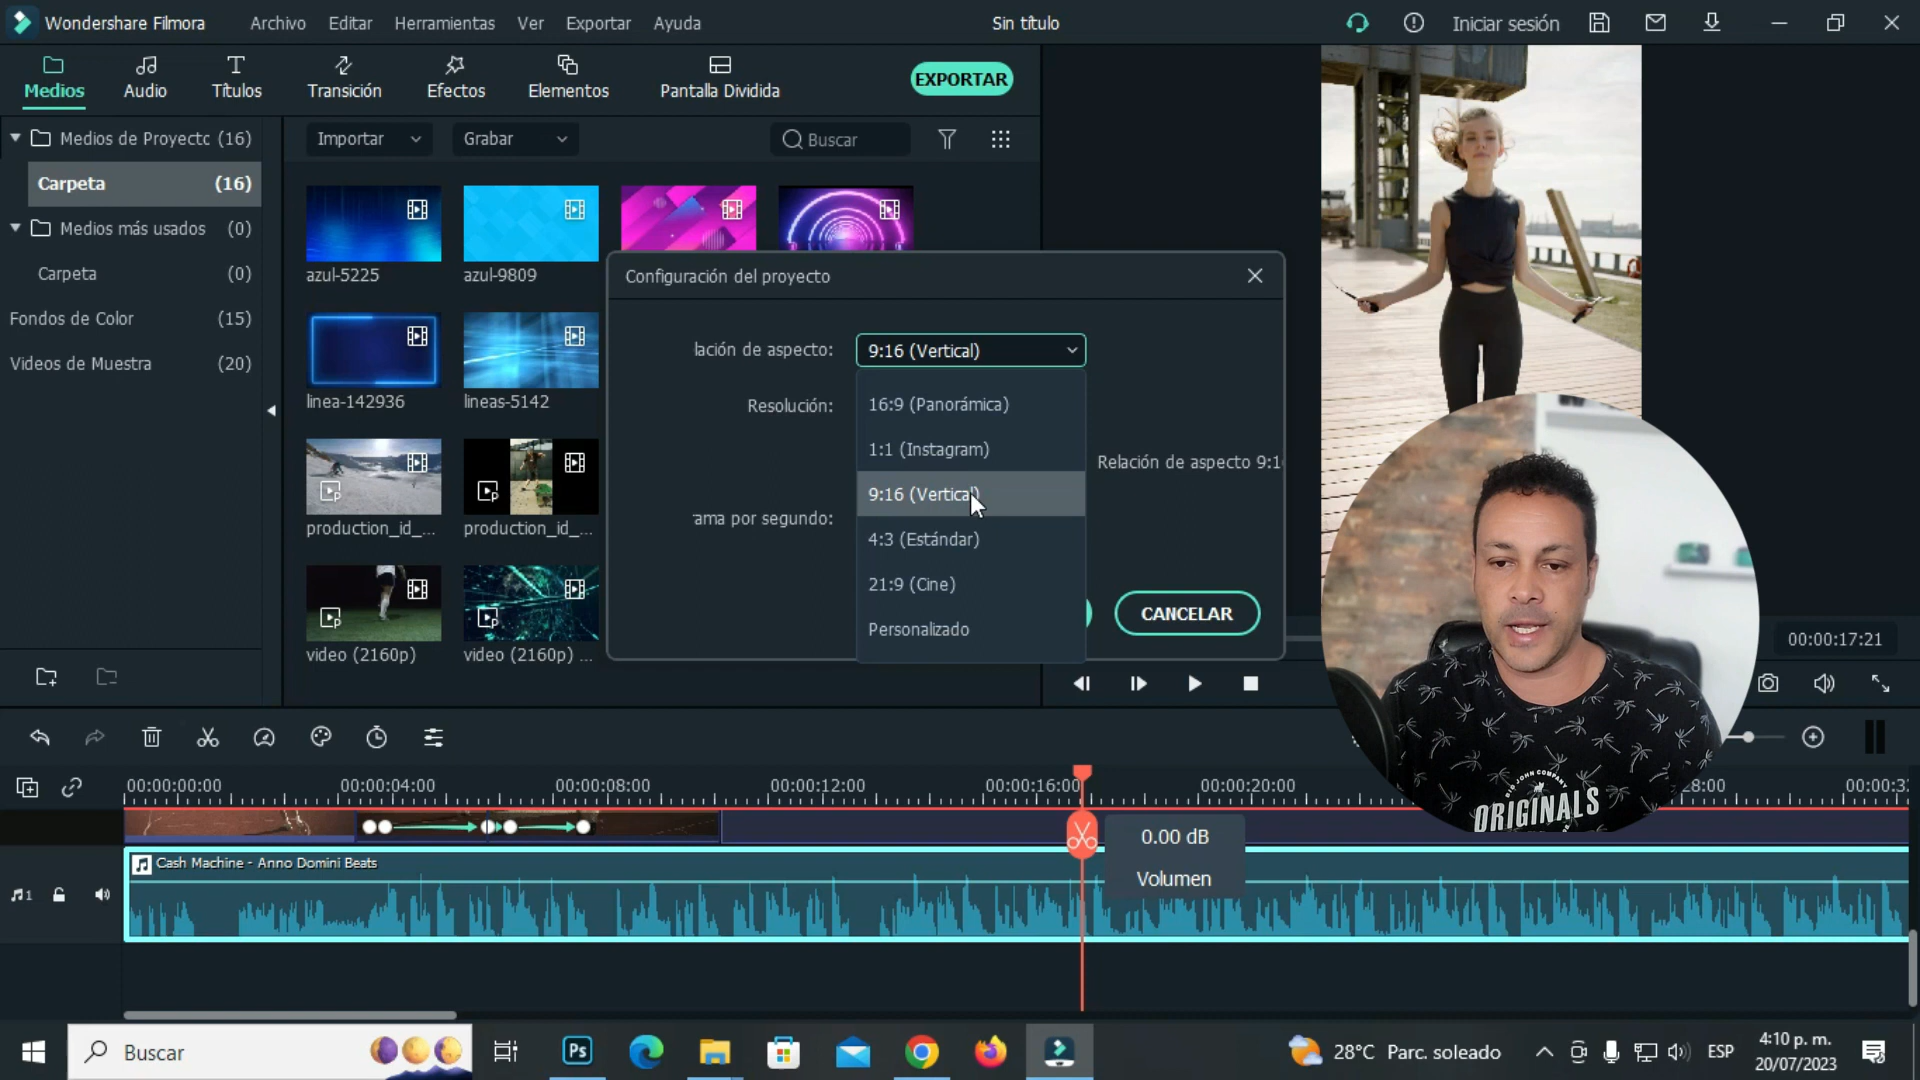 Wondershare Filmora
Archivo
Editar
Herramientas
Ver
Exportar
Ayuda
Sin título
Iniciar sesión
Medios
Audio
Títulos
Transición
Efectos
Elementos
Pantalla Dividida
EXPORTAR
Medios de Proyecto (16)
Carpeta (16)
Medios más usados (0)
Carpeta (0)
Fondos de Color (15)
Videos de Muestra (20)
Importar
Grabar
Buscar
azul-5225
azul-9809
linea-142936
lineas-5142
production_id_...
production_id_...
video (2160p)
video (2160p) ...
Configuración del proyecto
lación de aspecto:
9:16 (Vertical)
Resolución:
16:9 (Panorámica)
1:1 (Instagram)
9:16 (Vertical)
4:3 (Estándar)
21:9 (Cine)
Personalizado
Relación de aspecto 9:1
ama por segundo:
CANCELAR
00:00:17:21
00:00:00:00
00:00:04:00
00:00:08:00
00:00:12:00
00:00:16:00
00:00:20:00
28:00
00:00:3
Cash Machine - Anno Domini Beats
0.00 dB
Volumen
1
JOHN COMPANY
ORIGINALS
Buscar
Ps
28°C Parc. soleado
ESP
4:10 p. m.
20/07/2023